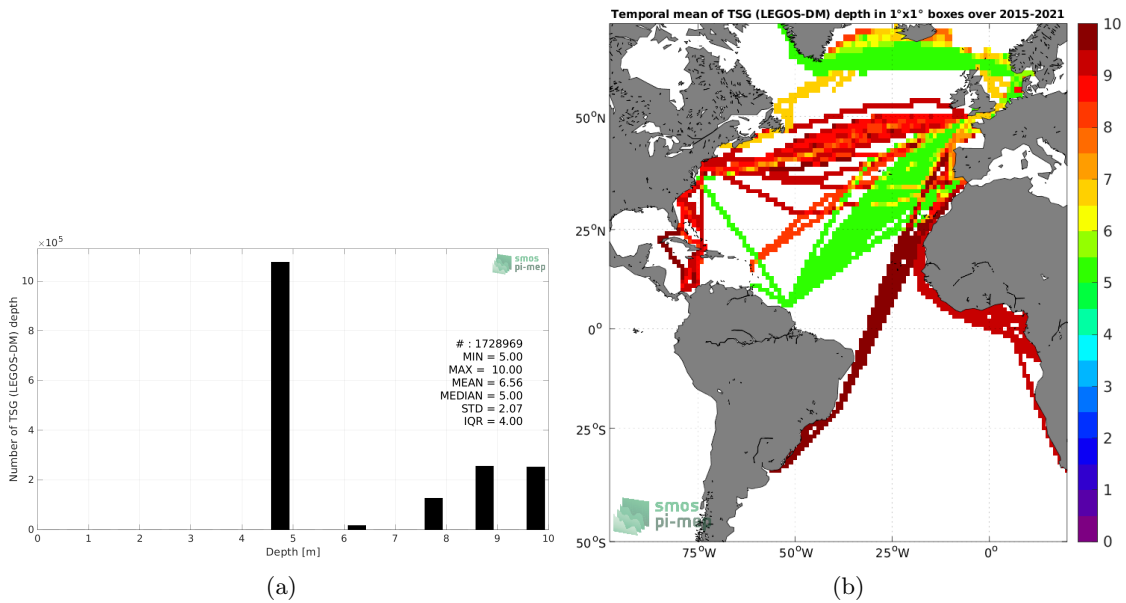 Temporal mean of TSG (LEGOS-DM) depth in 1°x1° boxes over 2015-2021
×10⁵
10
8
6
4
2
0
Number of TSG (LEGOS-DM) depth
smos
pi-mep
# : 1728969
MIN = 5.00
MAX = 10.00
MEAN = 6.56
MEDIAN = 5.00
STD = 2.07
IQR = 4.00
0 1 2 3 4 5 6 7 8 9 10
Depth [m]
(a)
50°N
25°N
0°
25°S
50°S
75°W 50°W 25°W 0°
smos
pi-mep
10
9
8
7
6
5
4
3
2
1
0
(b)